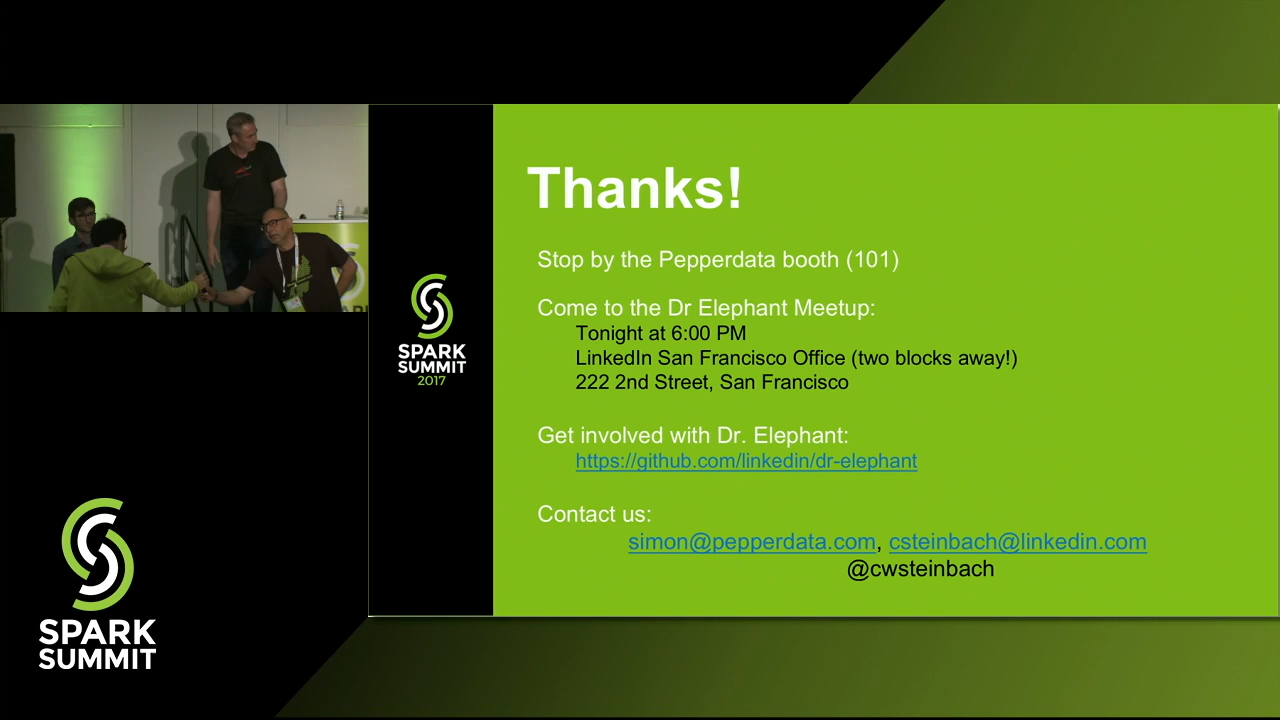 Thanks!
Stop by the Pepperdata booth (101)
Come to the Dr Elephant Meetup:
Tonight at 6:00 PM
LinkedIn San Francisco Office (two blocks away!)
222 2nd Street, San Francisco
Get involved with Dr. Elephant:
https://github.com/linkedin/dr-elephant
Contact us:
simon@pepperdata.com, csteinbach@linkedin.com
@cwsteinbach
SPARK
SUMMIT
2017
SPARK
SUMMIT